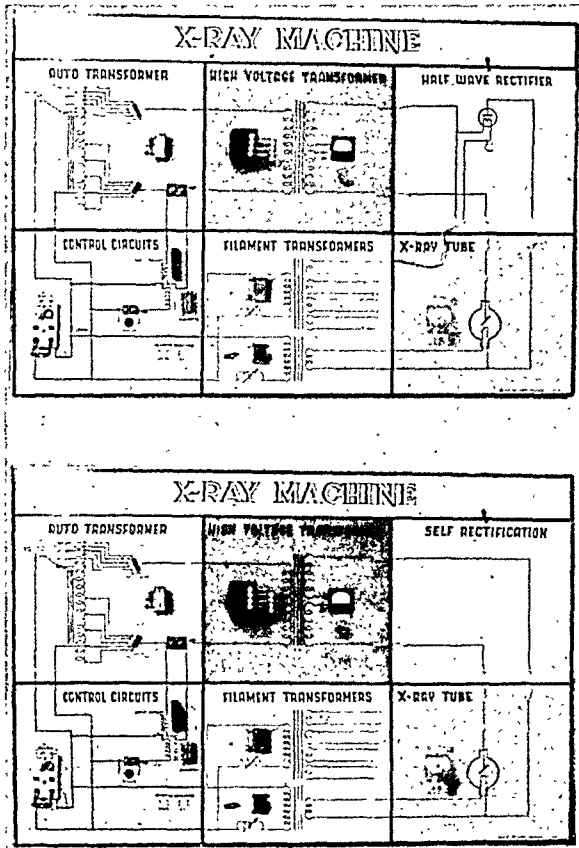 X-RAY MACHINE
AUTO TRANSFORMER
HIGH VOLTAGE TRANSFORMER
HALF WAVE RECTIFIER
CONTROL CIRCUITS
FILAMENT TRANSFORMERS
X-RAY TUBE
X-RAY MACHINE
AUTO TRANSFORMER
HIGH VOLTAGE TRANSFORMER
SELF RECTIFICATION
CONTROL CIRCUITS
FILAMENT TRANSFORMERS
X-RAY TUBE